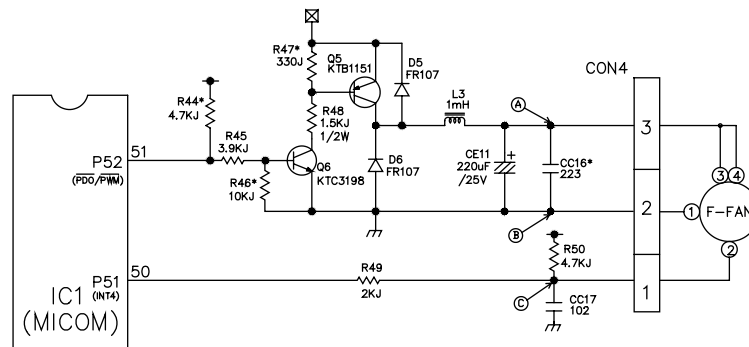 R47*
330J
Q5
KTB1151
D5
FR107
CON4
R44*
4.7KJ
R48
1.5KJ
1/2W
L3
1mH
A
3
P52
51
(PDO/PWM)
R45
3.9KJ
Q6
KTC3198
R46*
10KJ
D6
FR107
CE11
220uF
/25V
+
CC16*
223
3
4
2
1
F-FAN
B
2
R50
4.7KJ
P51
50
(INT4)
R49
2KJ
C
1
CC17
102
IC1
(MICOM)